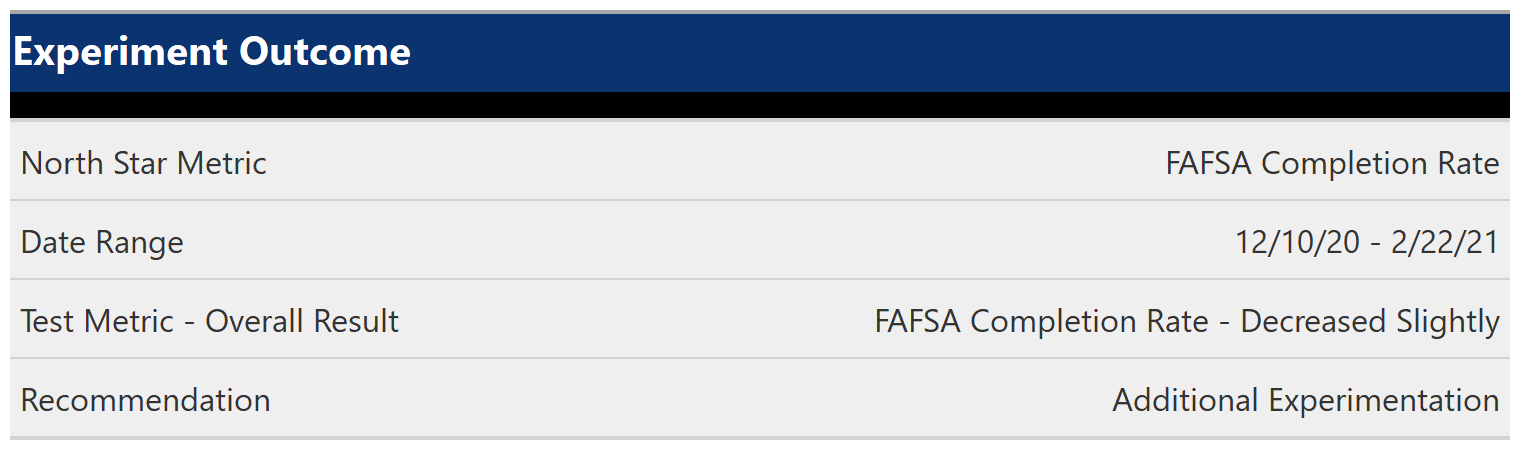 Experiment Outcome
North Star Metric FAFSA Completion Rate
Date Range 12/10/20 - 2/22/21
Test Metric - Overall Result FAFSA Completion Rate - Decreased Slightly
Recommendation Additional Experimentation